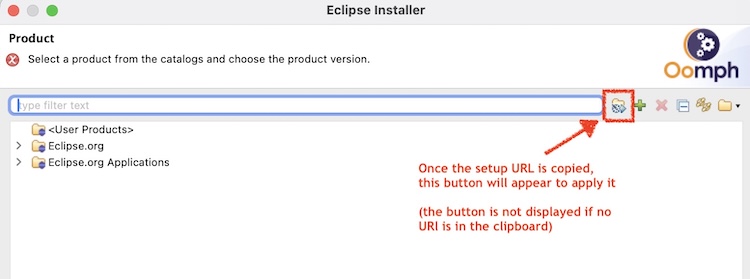 Eclipse Installer
Product
Select a product from the catalogs and choose the product version.
Oomph
type filter text
<User Products>
Eclipse.org
Eclipse.org Applications
Once the setup URL is copied,
this button will appear to apply it
(the button is not displayed if no
URI is in the clipboard)